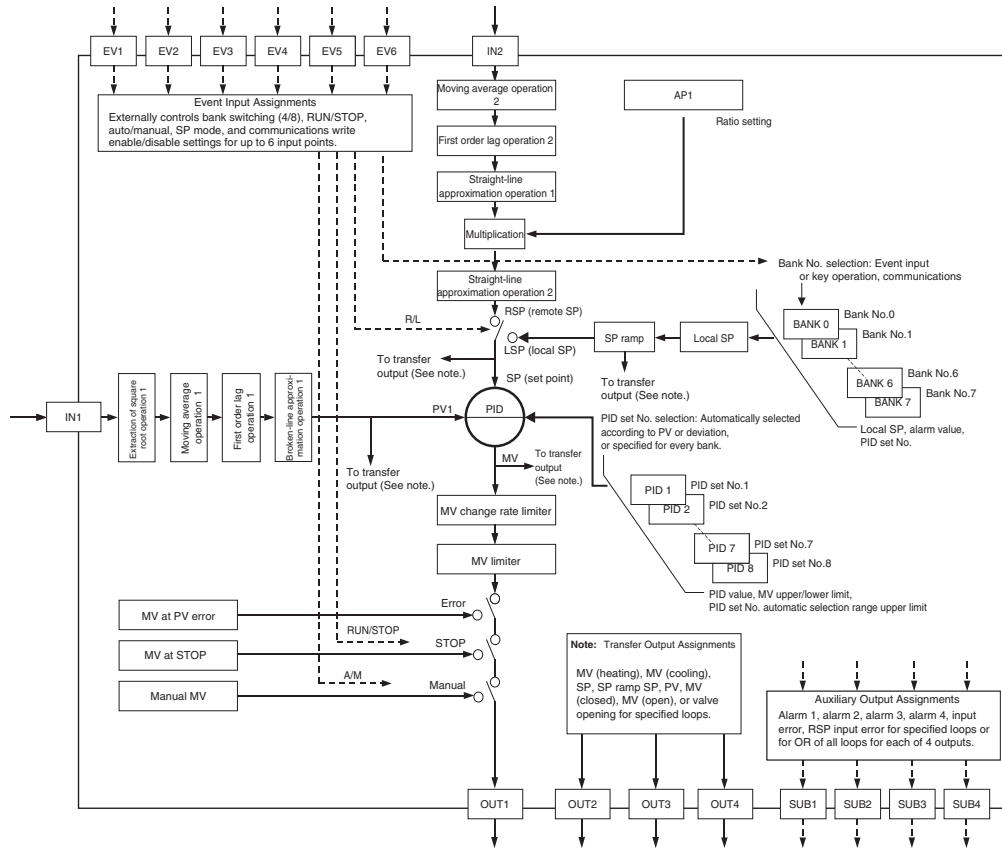 EV1
EV2
EV3
EV4
EV5
EV6
IN2
Event Input Assignments
Externally controls bank switching (4/8), RUN/STOP,
auto/manual, SP mode, and communications write
enable/disable settings for up to 6 input points.
Moving average operation
2
AP1
Ratio setting
First order lag operation 2
Straight-line
approximation operation 1
Multiplication
Straight-line
approximation operation 2
Bank No. selection: Event input
or key operation, communications
RSP (remote SP)
R/L
LSP (local SP)
SP ramp
Local SP
BANK 0
Bank No.0
BANK 1
Bank No.1
BANK 6
Bank No.6
BANK 7
Bank No.7
Local SP, alarm value,
PID set No.
To transfer
output (See note.)
To transfer
output (See note.)
SP (set point)
IN1
Extraction of square
root operation 1
Moving average
operation 1
First order lag
operation 1
Broken-line approxi-
mation operation 1
PV1
PID
To transfer
output (See note.)
MV
To transfer
output
(See note.)
PID set No. selection: Automatically selected
according to PV or deviation,
or specified for every bank.
PID 1
PID set No.1
PID 2
PID set No.2
PID 7
PID set No.7
PID 8
PID set No.8
PID value, MV upper/lower limit,
PID set No. automatic selection range upper limit
MV change rate limiter
MV limiter
MV at PV error
Error
RUN/STOP
MV at STOP
STOP
A/M
Manual MV
Manual
Note: Transfer Output Assignments
MV (heating), MV (cooling),
SP, SP ramp SP, PV, MV
(closed), MV (open), or valve
opening for specified loops.
Auxiliary Output Assignments
Alarm 1, alarm 2, alarm 3, alarm 4, input
error, RSP input error for specified loops or
for OR of all loops for each of 4 outputs.
OUT1
OUT2
OUT3
OUT4
SUB1
SUB2
SUB3
SUB4